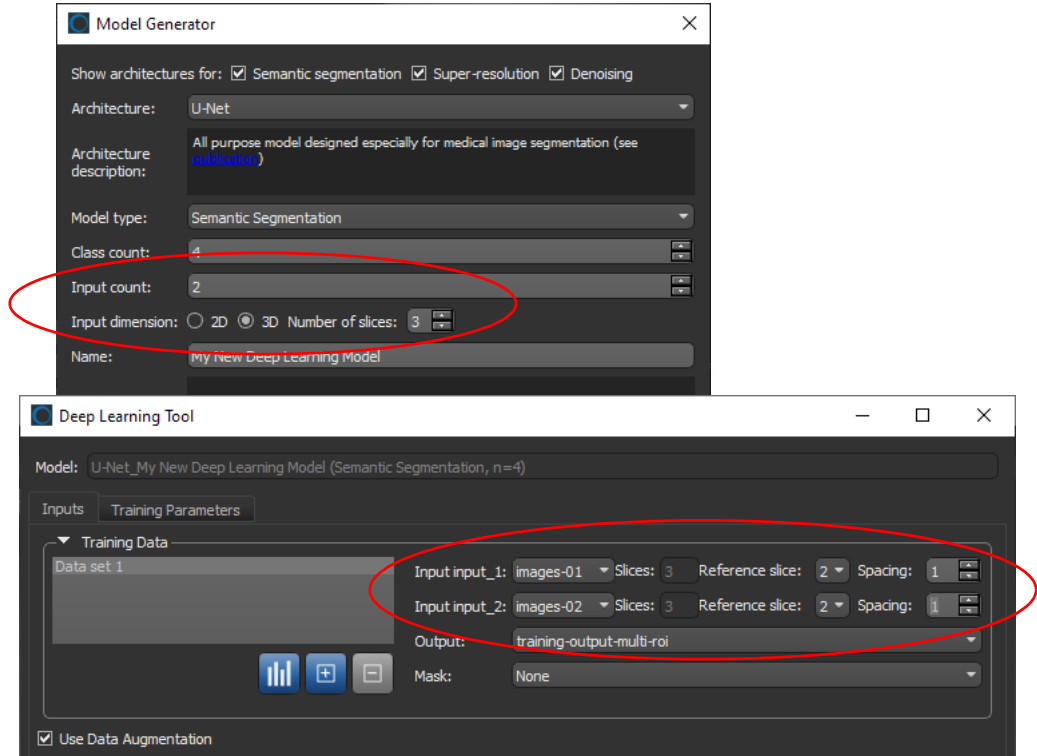 Model Generator
Show architectures for: Semantic segmentation Super-resolution Denoising
Architecture: U-Net
Architecture description: All purpose model designed especially for medical image segmentation (see
publication)
Model type: Semantic Segmentation
Class count: 4
Input count: 2
Input dimension: 2D 3D Number of slices: 3
Name: My New Deep Learning Model
Deep Learning Tool
Model: U-Net_My New Deep Learning Model (Semantic Segmentation, n=4)
Inputs Training Parameters
Training Data
Data set 1
Input input_1: images-01 Slices: 3 Reference slice: 2 Spacing: 1
Input input_2: images-02 Slices: 3 Reference slice: 2 Spacing: 1
Output: training-output-multi-roi
Mask: None
Use Data Augmentation